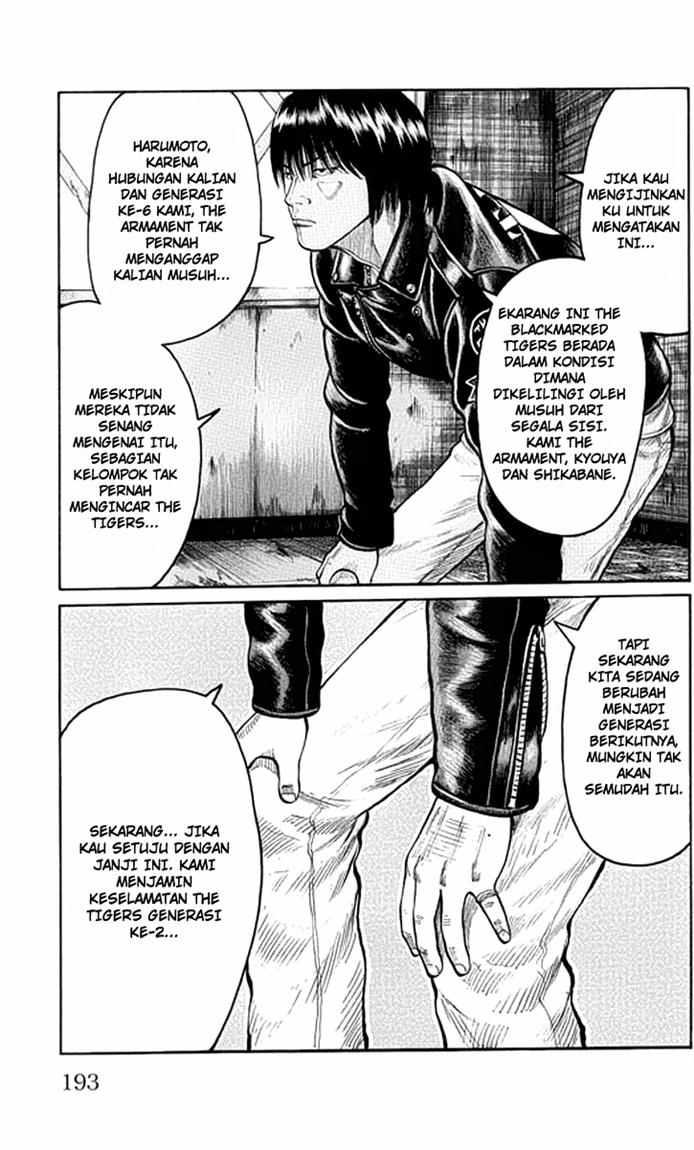 JIKA KAU
MENGIJINKAN
KU UNTUK
MENGATAKAN
INI...
EKARANG INI THE
BLACKMARKED
TIGERS BERADA
DALAM KONDISI
DIMANA
DIKELILINGI OLEH
MUSUH DARI
SEGALA SISI.
KAMI THE
ARMAMENT, KYOUYA
DAN SHIKABANE.
HARUMOTO,
KARENA
HUBUNGAN KALIAN
DAN GENERASI
KE-6 KAMI, THE
ARMAMENT TAK
PERNAH
MENGANGGAP
KALIAN MUSUH...
MESKIPUN
MEREKA TIDAK
SENANG
MENGENAI ITU,
SEBAGIAN
KELOMPOK TAK
PERNAH
MENGINCAR THE
TIGERS...
TAPI
SEKARANG
KITA SEDANG
BERUBAH
MENJADI
GENERASI
BERIKUTNYA,
MUNGKIN TAK
AKAN
SEMUDAH ITU.
SEKARANG... JIKA
KAU SETUJU DENGAN
JANJI INI. KAMI
MENJAMIN
KESELAMATAN THE
TIGERS GENERASI
KE-2...
193